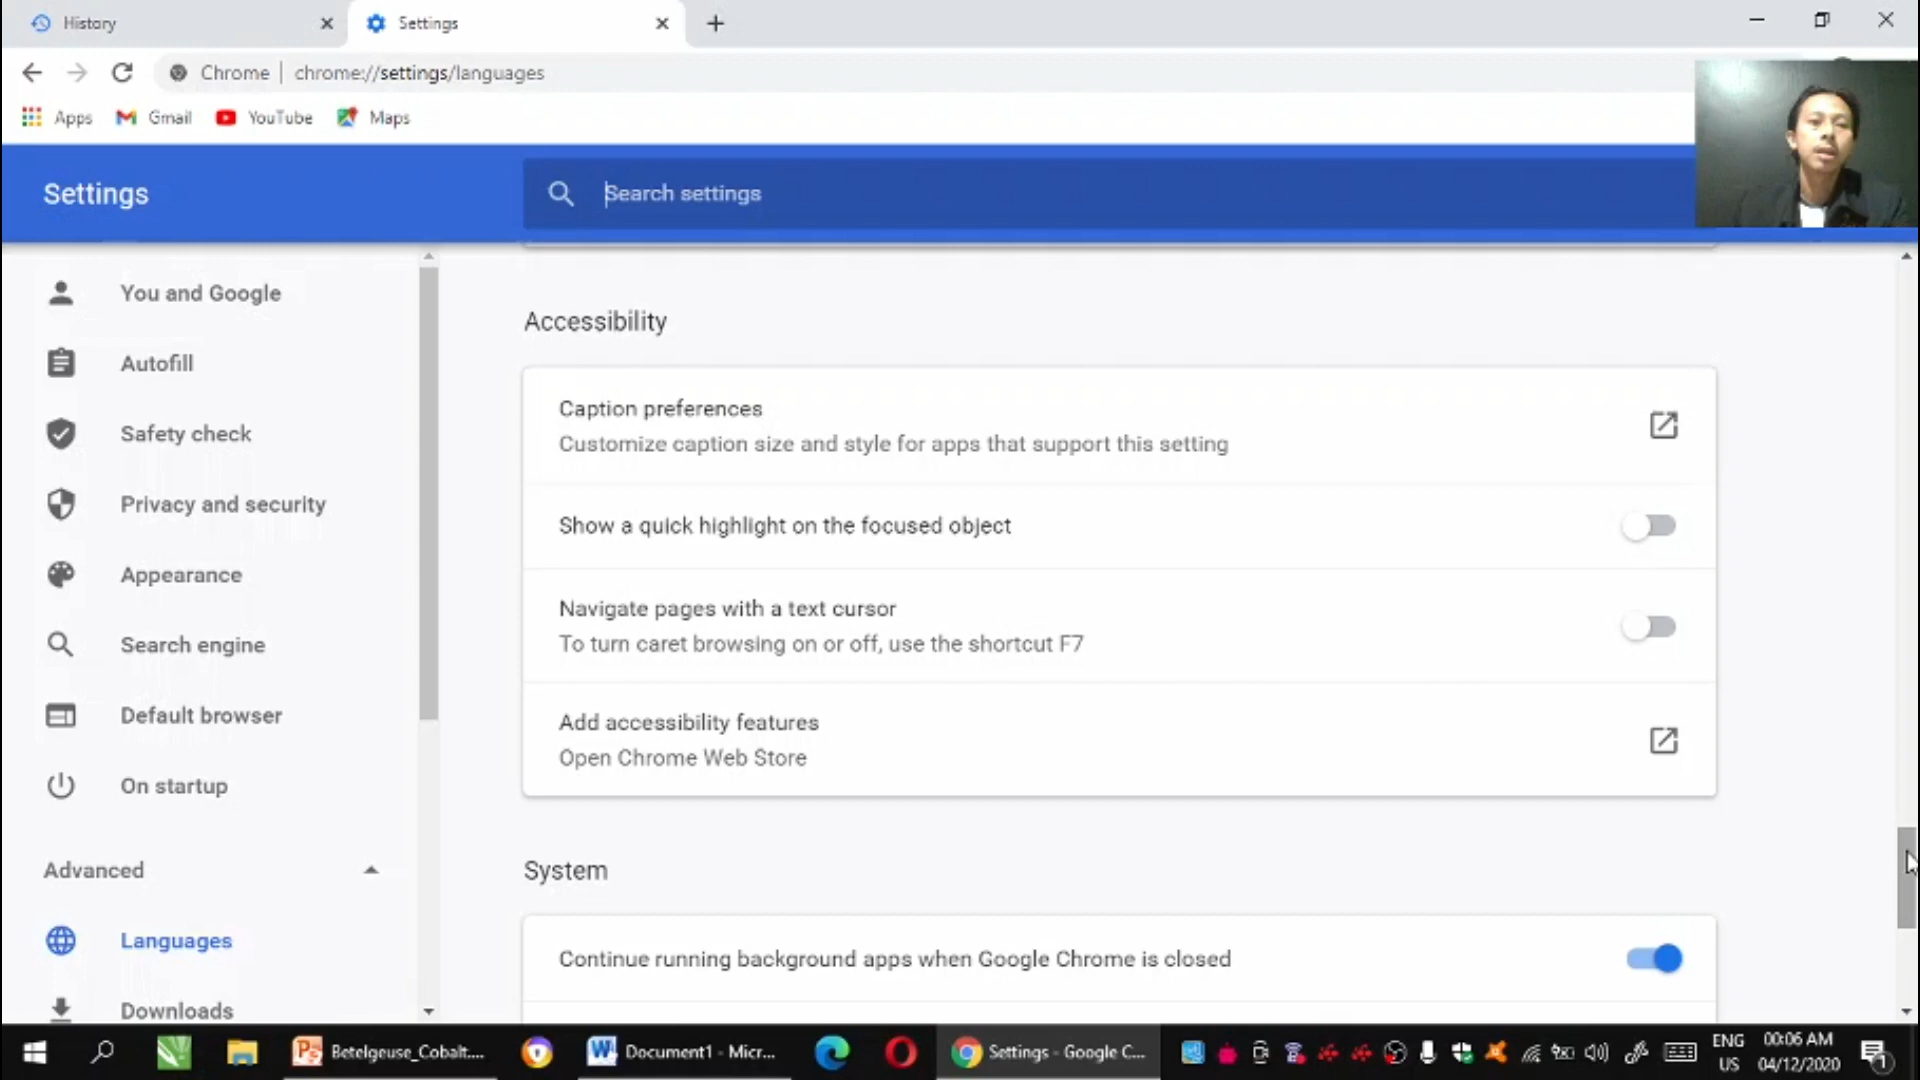 History
Settings
Chrome | chrome://settings/languages
Apps
Gmail
YouTube
Maps
Settings
Search settings
You and Google
Autofill
Safety check
Privacy and security
Appearance
Search engine
Default browser
On startup
Advanced
Languages
Downloads
Accessibility
Caption preferences
Customize caption size and style for apps that support this setting
Show a quick highlight on the focused object
Navigate pages with a text cursor
To turn caret browsing on or off, use the shortcut F7
Add accessibility features
Open Chrome Web Store
System
Continue running background apps when Google Chrome is closed
Betelgeuse_Cobalt....
Document1 - Micr...
Settings - Google C...
ENG
US
00:06 AM
04/12/2020
1